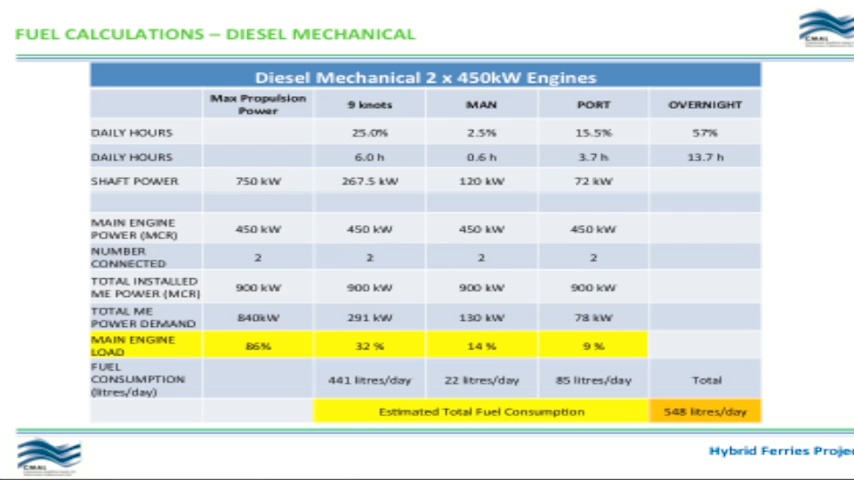 FUEL CALCULATIONS – DIESEL MECHANICAL
CMAL
Diesel Mechanical 2 x 450kW Engines
Max Propulsion Power 9 knots MAN PORT OVERNIGHT
DAILY HOURS 25.0% 2.5% 15.5% 57%
DAILY HOURS 6.0 h 0.6 h 3.7 h 13.7 h
SHAFT POWER 750 kW 267.5 kW 120 kW 72 kW
MAIN ENGINE POWER (MCR) 450 kW 450 kW 450 kW 450 kW
NUMBER CONNECTED 2 2 2 2
TOTAL INSTALLED ME POWER (MCR) 900 kW 900 kW 900 kW 900 kW
TOTAL ME POWER DEMAND 840kW 291 kW 130 kW 78 kW
MAIN ENGINE LOAD 86% 32 % 14 % 9 %
FUEL CONSUMPTION (litres/day) 441 litres/day 22 litres/day 85 litres/day Total
Estimated Total Fuel Consumption 548 litres/day
CMAL
Hybrid Ferries Projec